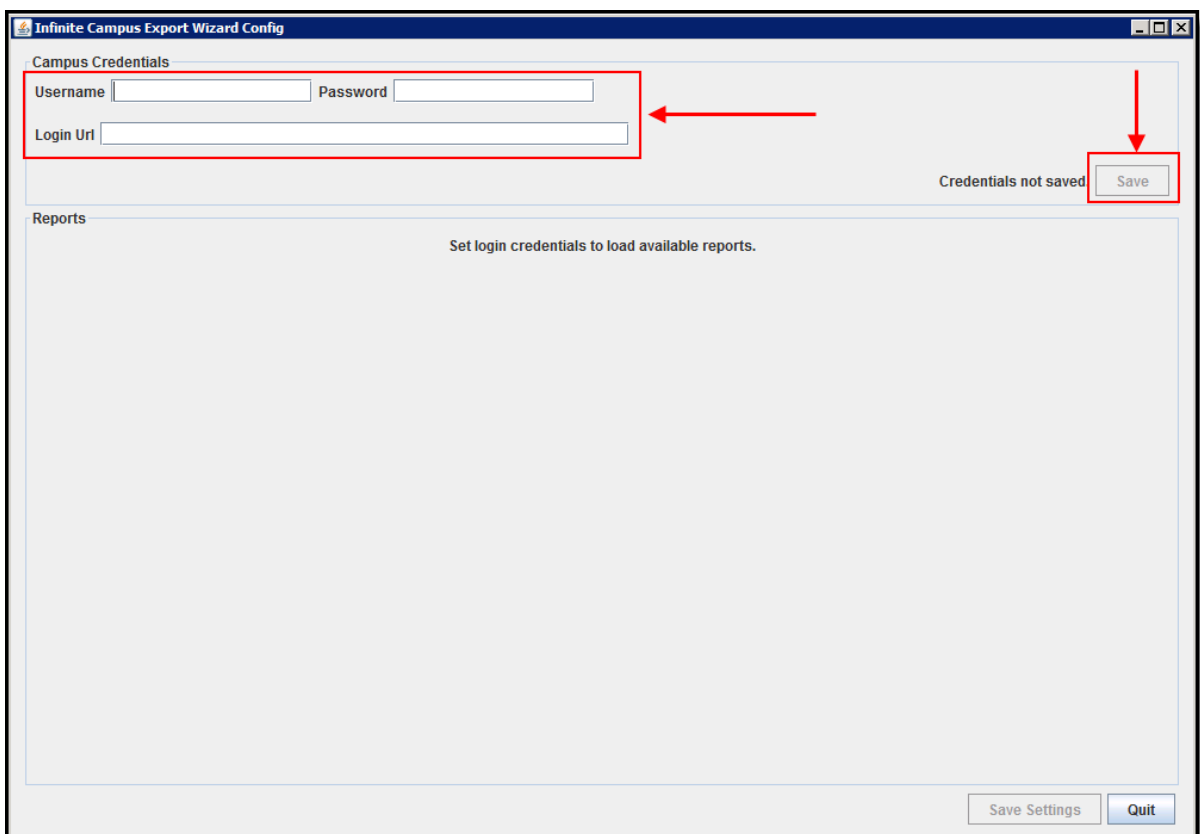 Infinite Campus Export Wizard Config
Campus Credentials
Username Password
Login Url
Credentials not saved. Save
Reports
Set login credentials to load available reports.
Save Settings Quit